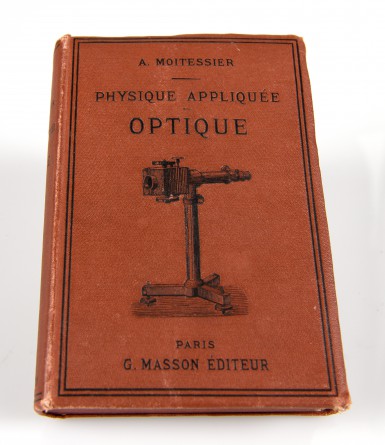 A. MOITESSIER
PHYSIQUE APPLIQUÉE
OPTIQUE
PARIS
G. MASSON ÉDITEUR